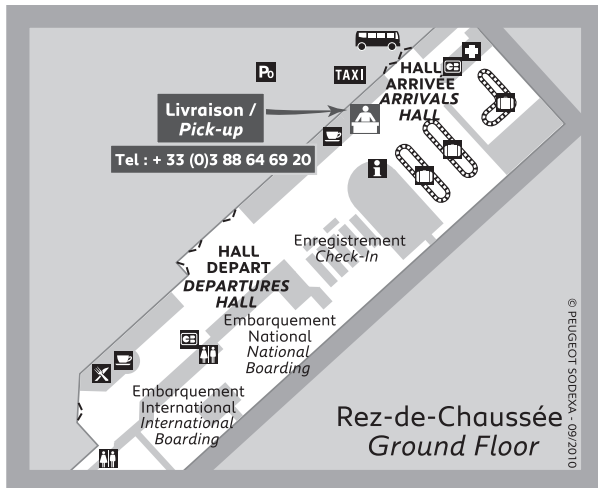 P₀
TAXI
HALL
ARRIVÉE
ARRIVALS
HALL
Livraison /
Pick-up
Tel : + 33 (0)3 88 64 69 20
i
Enregistrement
Check-In
HALL
DEPART
DEPARTURES
HALL
Embarquement
National
National
Boarding
Embarquement
International
International
Boarding
Rez-de-Chaussée
Ground Floor
© PEUGEOT SODEXA - 09/2010